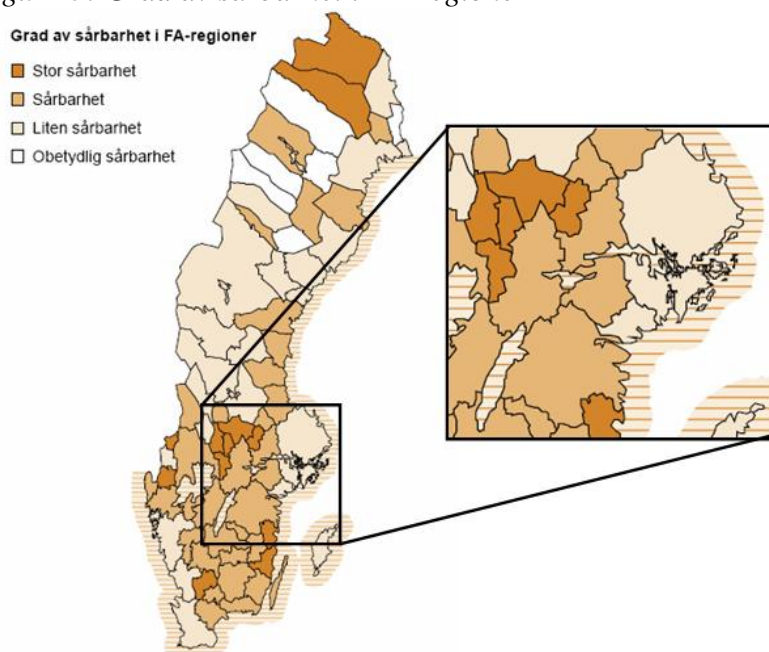 Grad av sårbarhet i FA-regioner
Stor sårbarhet
Sårbarhet
Liten sårbarhet
Obetydlig sårbarhet